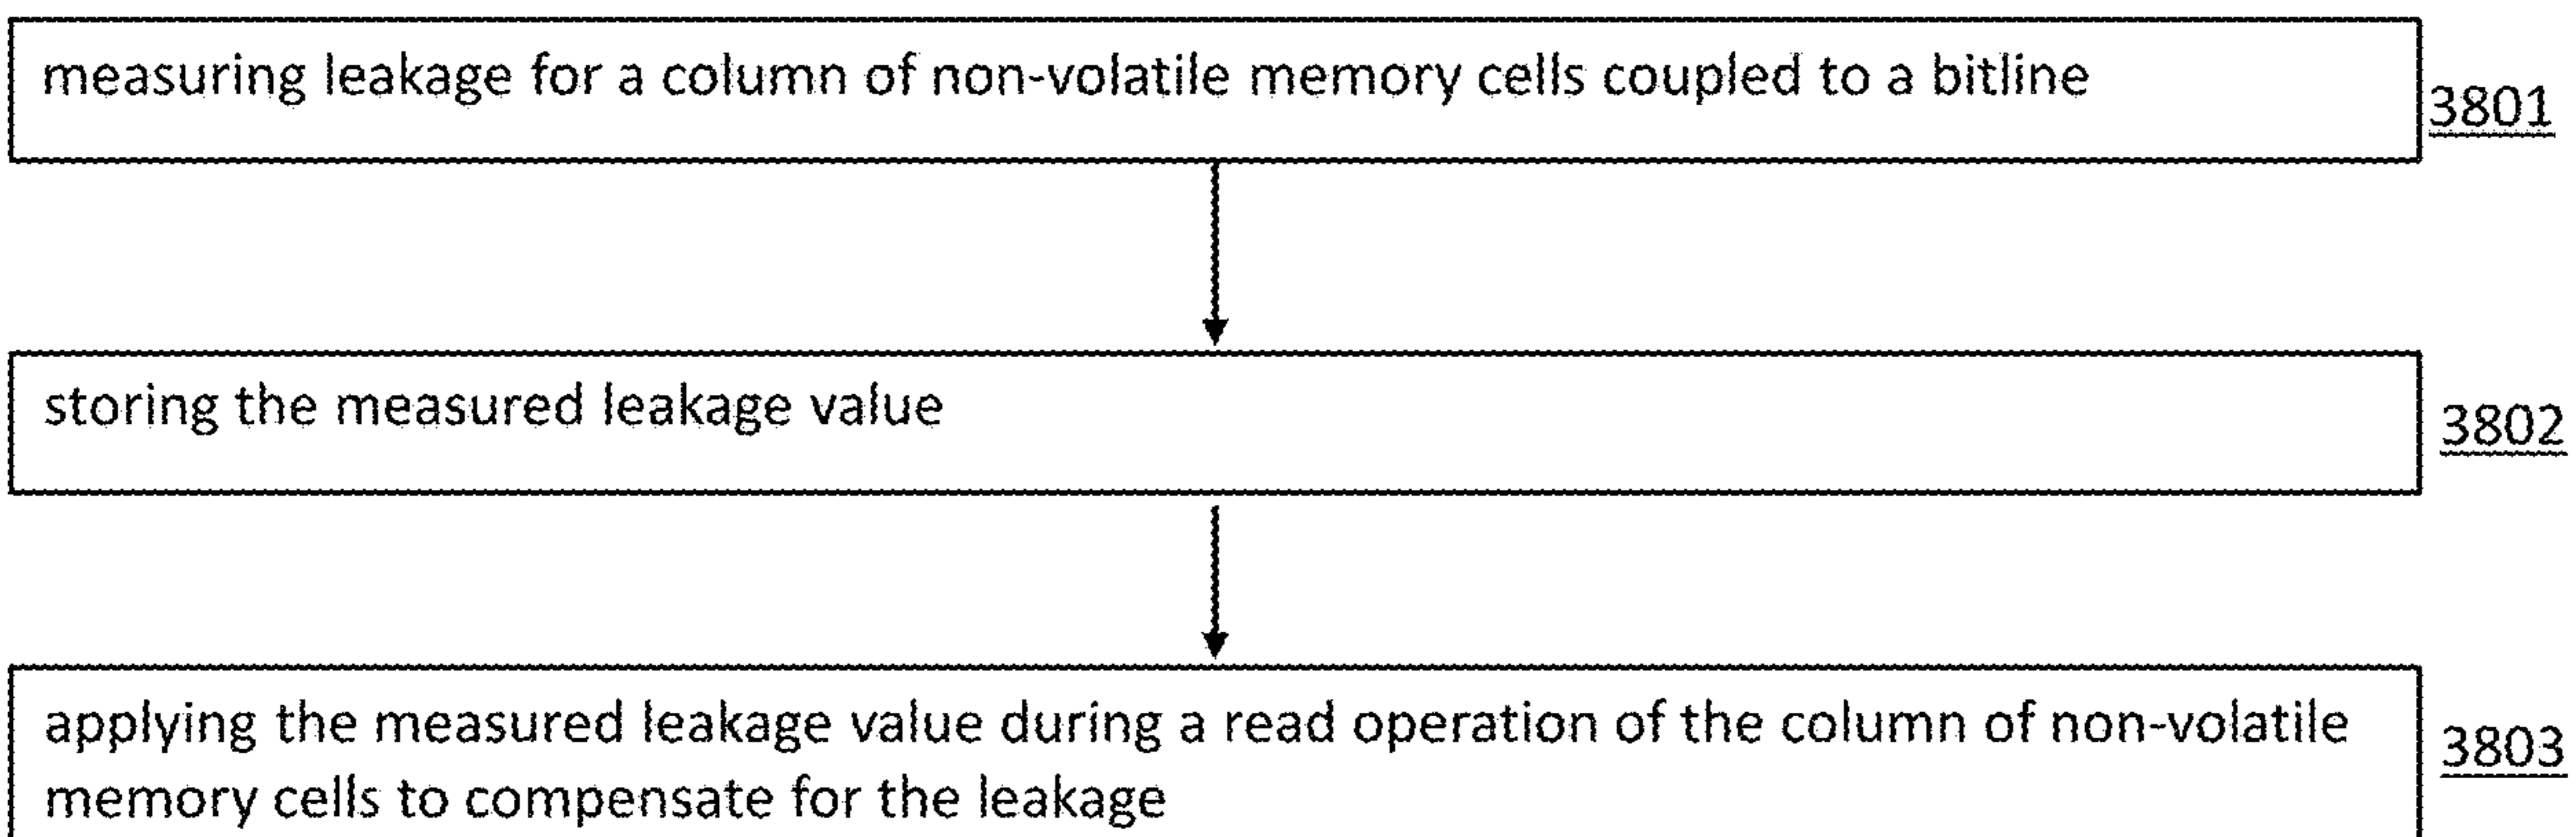 measuring leakage for a column of non-volatile memory cells coupled to a bitline
3801
storing the measured leakage value
3802
applying the measured leakage value during a read operation of the column of non-volatile
memory cells to compensate for the leakage
3803